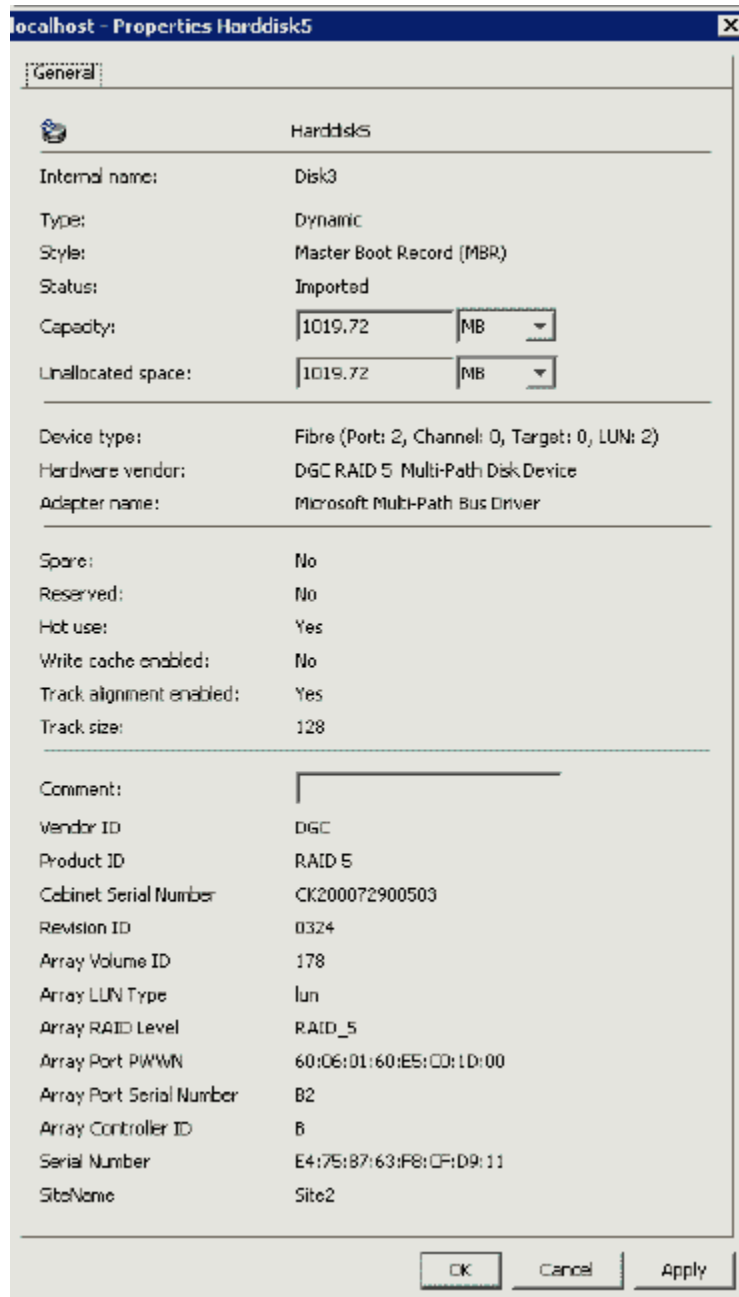 localhost - Properties Harddisk5
General
Harddisk5
Internal name: Disk3
Type: Dynamic
Style: Master Boot Record (MBR)
Status: Imported
Capacity: 1019.72 MB
Unallocated space: 1019.72 MB
Device type: Fibre (Port: 2, Channel: 0, Target: 0, LUN: 2)
Hardware vendor: DGC RAID 5 Multi-Path Disk Device
Adapter name: Microsoft Multi-Path Bus Driver
Spare: No
Reserved: No
Hot use: Yes
Write cache enabled: No
Track alignment enabled: Yes
Track size: 128
Comment:
Vendor ID DGC
Product ID RAID 5
Cabinet Serial Number CK200072900503
Revision ID 0324
Array Volume ID 178
Array LUN Type lun
Array RAID Level RAID_5
Array Port PWWN 60:06:01:60:E5:C0:1D:00
Array Port Serial Number B2
Array Controller ID B
Serial Number E4:75:87:63:F8:CF:D9:11
SiteName Site2
OK Cancel Apply